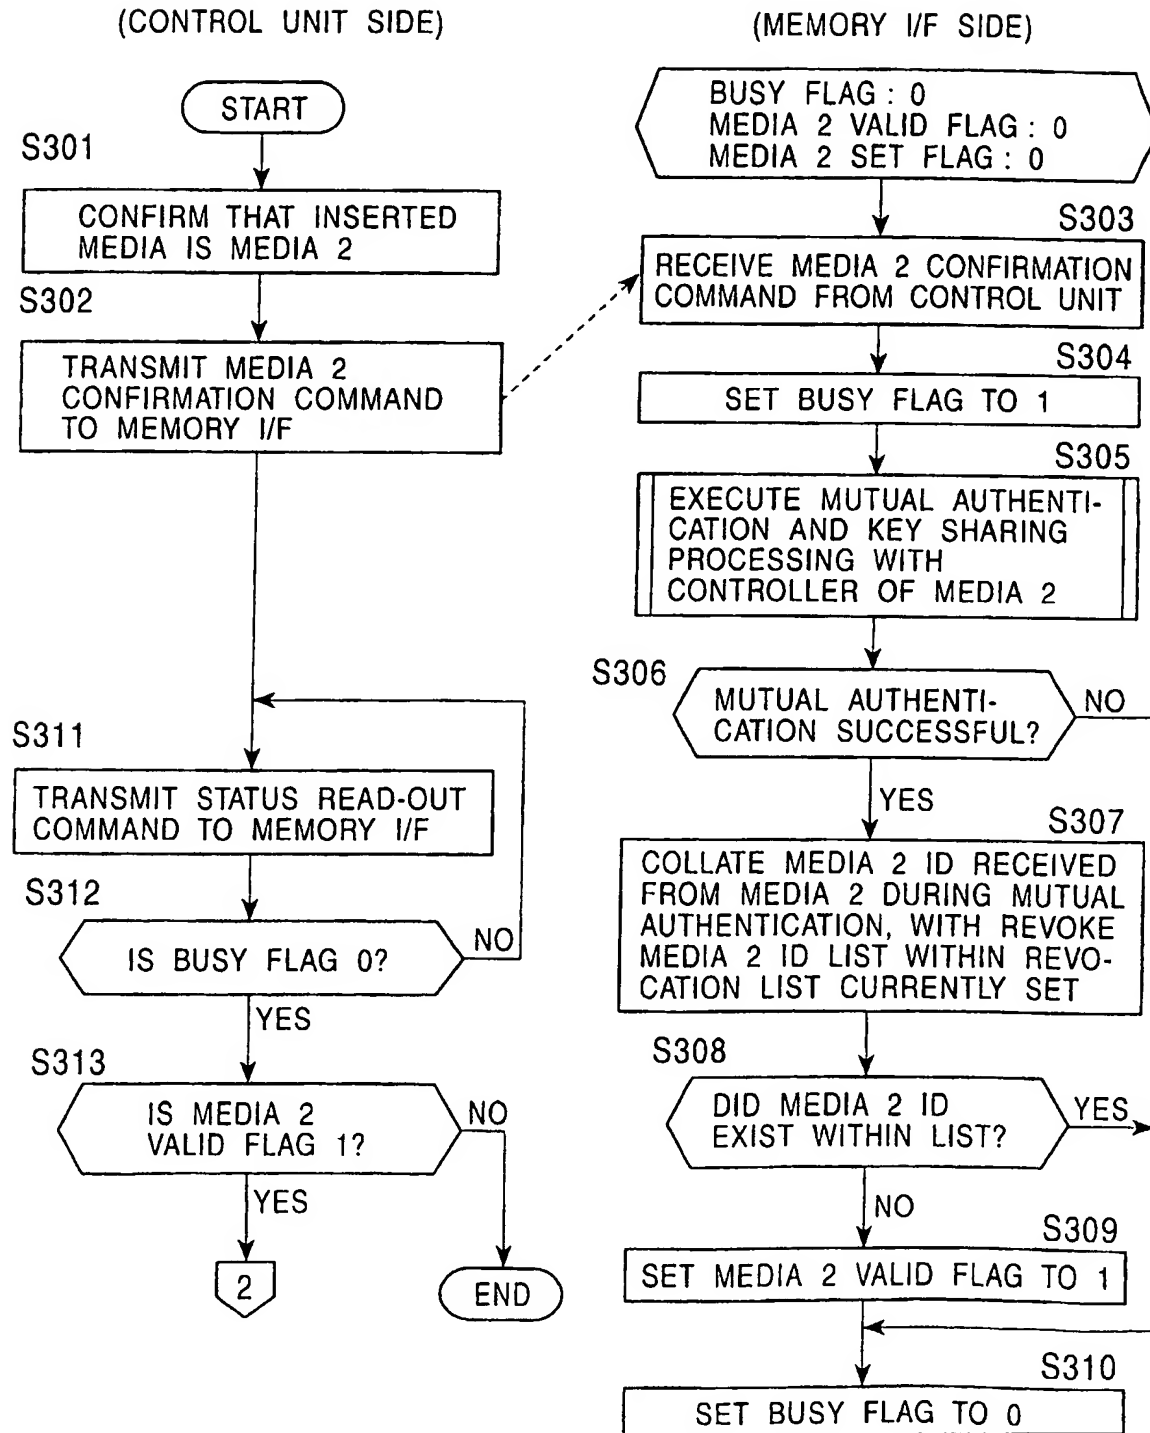 (CONTROL UNIT SIDE)
START
S301
CONFIRM THAT INSERTED
MEDIA IS MEDIA 2
S302
TRANSMIT MEDIA 2
CONFIRMATION COMMAND
TO MEMORY I/F
S311
TRANSMIT STATUS READ-OUT
COMMAND TO MEMORY I/F
S312
IS BUSY FLAG 0?
NO
YES
S313
IS MEDIA 2
VALID FLAG 1?
NO
YES
2
END
(MEMORY I/F SIDE)
BUSY FLAG : 0
MEDIA 2 VALID FLAG : 0
MEDIA 2 SET FLAG : 0
S303
RECEIVE MEDIA 2 CONFIRMATION
COMMAND FROM CONTROL UNIT
S304
SET BUSY FLAG TO 1
S305
EXECUTE MUTUAL AUTHENTI-
CATION AND KEY SHARING
PROCESSING WITH
CONTROLLER OF MEDIA 2
S306
MUTUAL AUTHENTI-
CATION SUCCESSFUL?
NO
YES
S307
COLLATE MEDIA 2 ID RECEIVED
FROM MEDIA 2 DURING MUTUAL
AUTHENTICATION, WITH REVOKE
MEDIA 2 ID LIST WITHIN REVO-
CATION LIST CURRENTLY SET
S308
DID MEDIA 2 ID
EXIST WITHIN LIST?
YES
NO
S309
SET MEDIA 2 VALID FLAG TO 1
S310
SET BUSY FLAG TO 0